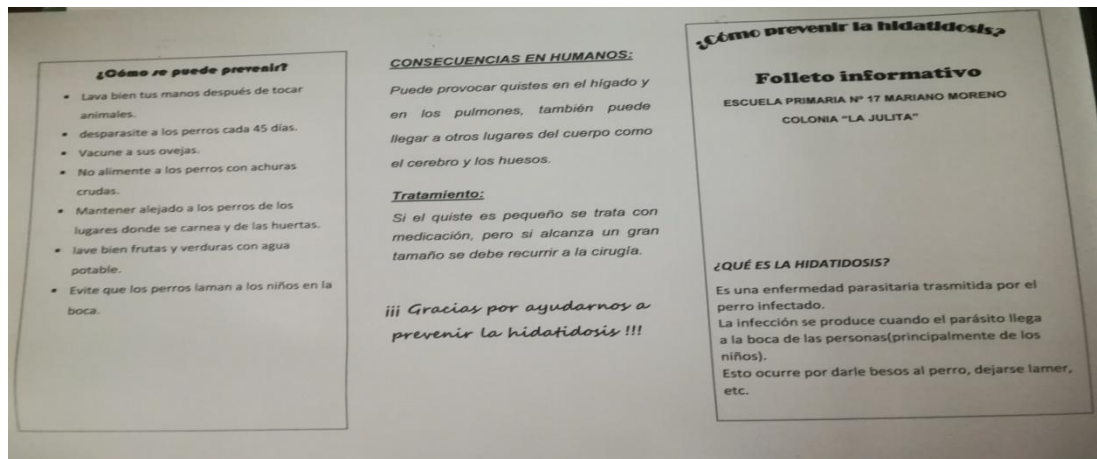 ¿Cómo se puede prevenir?
• Lava bien tus manos después de tocar
animales.
• desparasite a los perros cada 45 días.
• Vacune a sus ovejas.
• No alimente a los perros con achuras
crudas.
• Mantener alejado a los perros de los
lugares donde se carnea y de las huertas.
• lave bien frutas y verduras con agua
potable.
• Evite que los perros laman a los niños en la
boca.
CONSECUENCIAS EN HUMANOS:
Puede provocar quistes en el hígado y
en los pulmones, también puede
llegar a otros lugares del cuerpo como
el cerebro y los huesos.
Tratamiento:
Si el quiste es pequeño se trata con
medicación, pero si alcanza un gran
tamaño se debe recurrir a la cirugía.
¡¡¡ Gracias por ayudarnos a
prevenir la hidatidosis !!!
¿Cómo prevenir la hidatidosis?
Folleto informativo
ESCUELA PRIMARIA Nº 17 MARIANO MORENO
COLONIA "LA JULITA"
¿QUÉ ES LA HIDATIDOSIS?
Es una enfermedad parasitaria trasmitida por el
perro infectado.
La infección se produce cuando el parásito llega
a la boca de las personas(principalmente de los
niños).
Esto ocurre por darle besos al perro, dejarse lamer,
etc.